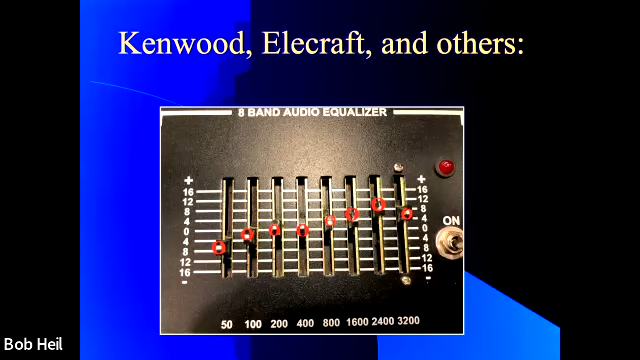 Kenwood, Elecraft, and others:
8 BAND AUDIO EQUALIZER
+ +
16 16
12 12
8 8
4 4
0 0
4 4
8 8
12 12
16 16
- -
ON
50 100 200 400 800 1600 2400 3200
Bob Heil